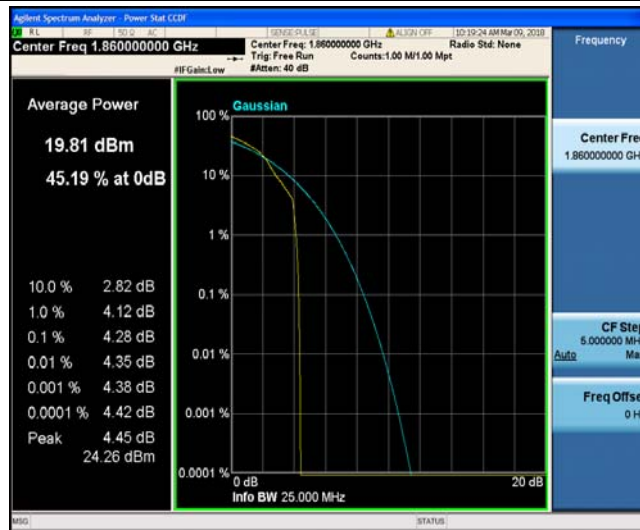 Agilent Spectrum Analyzer - Power Stat CCDF
RL RF 50 Ω AC SENSE:PULSE ALIGN OFF 10:19:24 AM Mar 09, 2018
Center Freq 1.860000000 GHz
Center Freq: 1.860000000 GHz Radio Std: None
Trig: Free Run Counts:1.00 M/1.00 Mpt
#IFGain:Low #Atten: 40 dB
Frequency
Average Power
19.81 dBm
45.19 % at 0dB
10.0 % 2.82 dB
1.0 % 4.12 dB
0.1 % 4.28 dB
0.01 % 4.35 dB
0.001 % 4.38 dB
0.0001 % 4.42 dB
Peak 4.45 dB
24.26 dBm
Gaussian
100 %
10 %
1 %
0.1 %
0.01 %
0.001 %
0.0001 %
0 dB 20 dB
Info BW 25.000 MHz
Center Fre
1.860000000 GH
CF Step
5.000000 MH
Auto Ma
Freq Offse
0 H
MSG STATUS